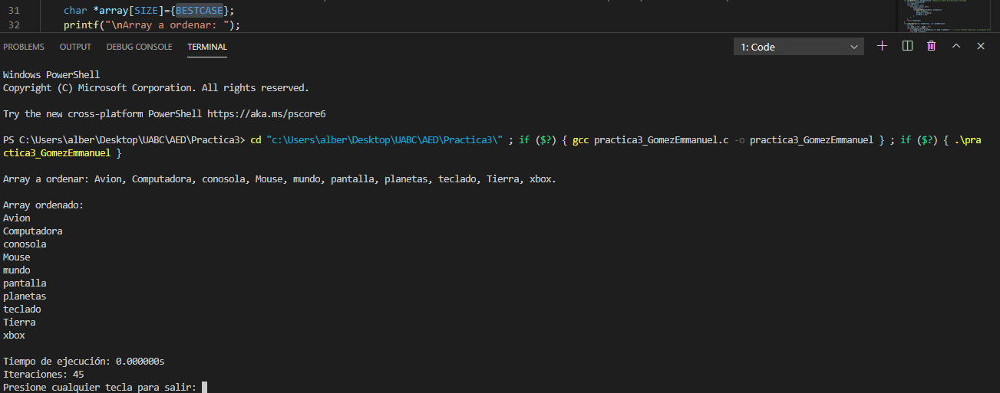 31 char *array[SIZE]={BESTCASE};
32 printf("\nArray a ordenar: ");
PROBLEMS OUTPUT DEBUG CONSOLE TERMINAL 1: Code
Windows PowerShell
Copyright (C) Microsoft Corporation. All rights reserved.
Try the new cross-platform PowerShell https://aka.ms/pscore6
PS C:\Users\alber\Desktop\UABC\AED\Practica3> cd "c:\Users\alber\Desktop\UABC\AED\Practica3\" ; if ($?) { gcc practica3_GomezEmmanuel.c -o practica3_GomezEmmanuel } ; if ($?) { .\pra
ctica3_GomezEmmanuel }
Array a ordenar: Avion, Computadora, conosola, Mouse, mundo, pantalla, planetas, teclado, Tierra, xbox.
Array ordenado:
Avion
Computadora
conosola
Mouse
mundo
pantalla
planetas
teclado
Tierra
xbox
Tiempo de ejecución: 0.000000s
Iteraciones: 45
Presione cualquier tecla para salir: